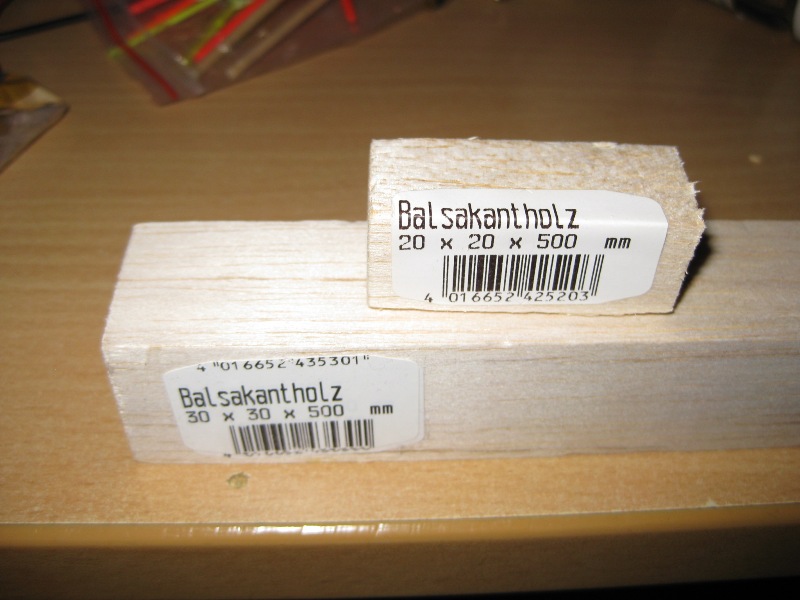 Balsakantholz
20 x 20 x 500 mm
4 016652 425203
4 016652 435301
Balsakantholz
30 x 30 x 500 mm